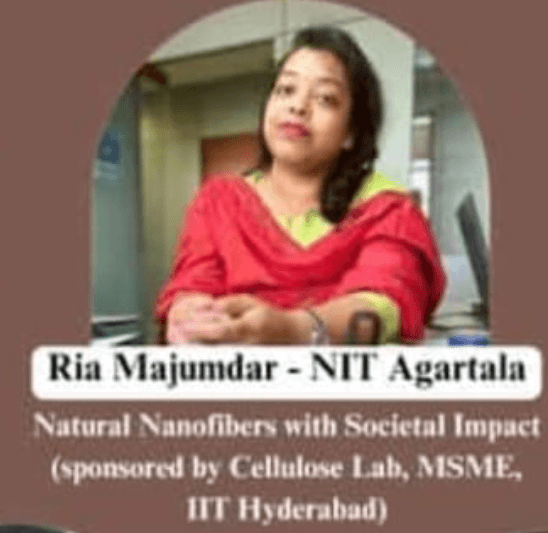 Ria Majumdar - NIT Agartala
Natural Nanofibers with Societal Impact
(sponsored by Cellulose Lab, MSME,
IIT Hyderabad)